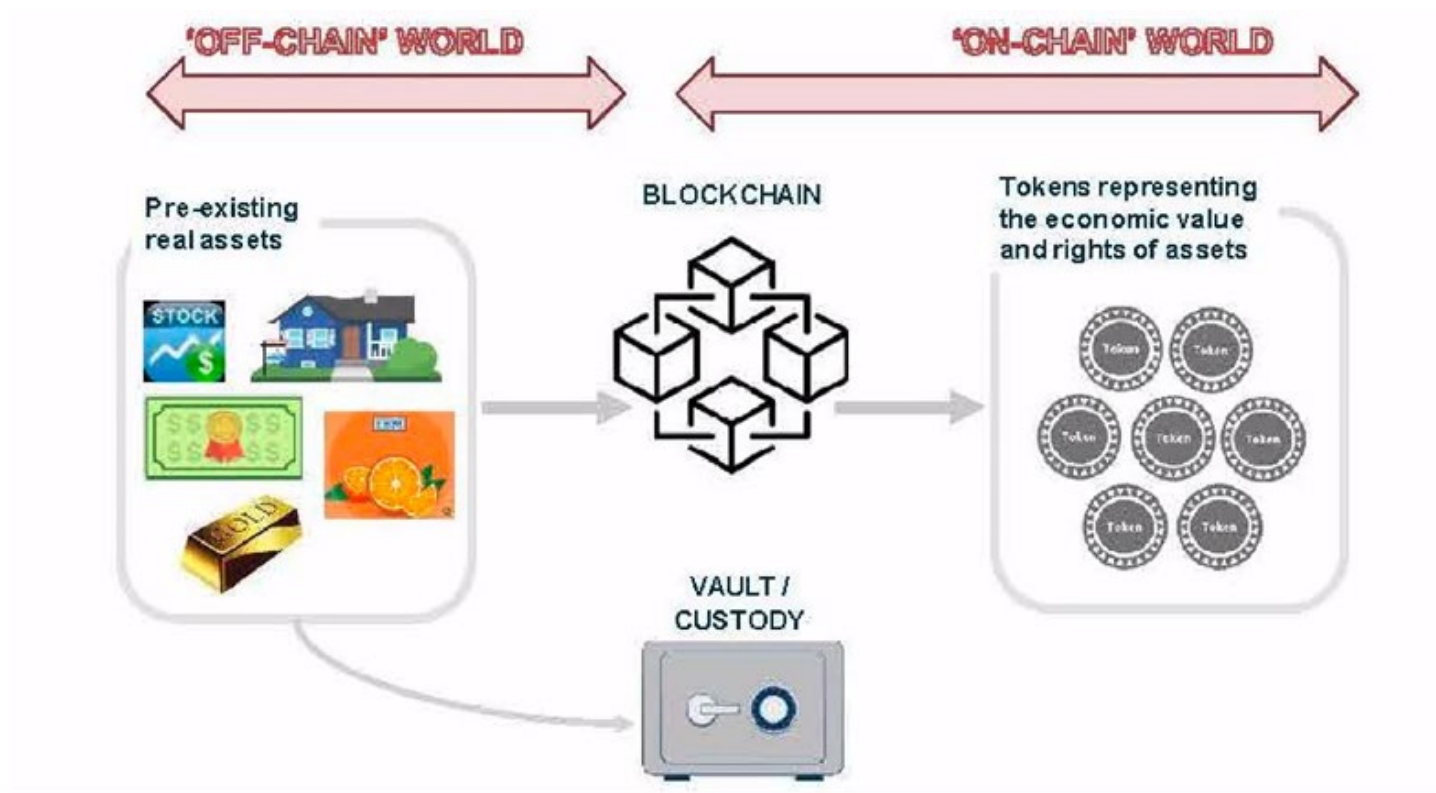 'OFF-CHAIN' WORLD
'ON-CHAIN' WORLD
Pre-existing
real assets
BLOCKCHAIN
Tokens representing
the economic value
and rights of assets
STOCK
$
$ $ $ $
$ $ $ $
GOLD
Token
Token
Token
Token
Token
Token
Token
VAULT /
CUSTODY